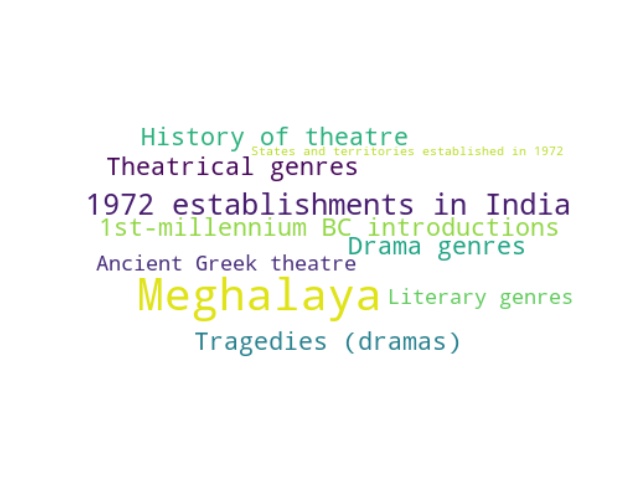 History of theatre
States and territories established in 1972
Theatrical genres
1972 establishments in India
1st-millennium BC introductions
Drama genres
Ancient Greek theatre
Meghalaya
Literary genres
Tragedies (dramas)